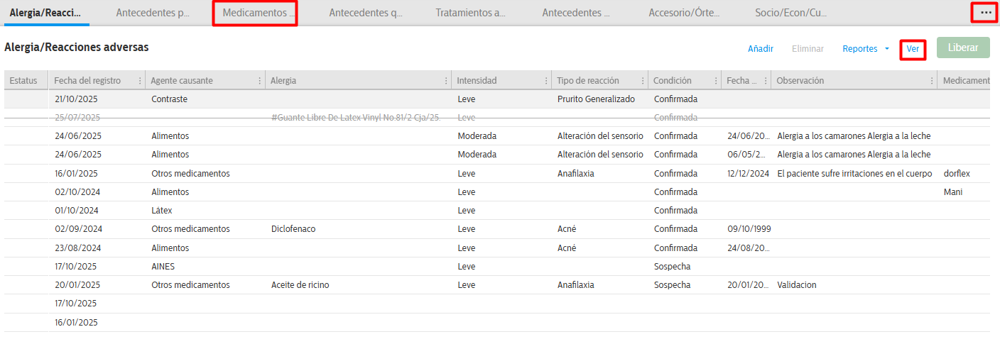 Alergia/Reacci... Antecedentes p... Medicamentos ... Antecedentes q... Tratamientos a... Antecedentes ... Accesorio/Órte... Socio/Econ/Cu... ...
Alergia/Reacciones adversas Añadir Eliminar Reportes Ver Liberar
Estatus Fecha del registro Agente causante Alergia Intensidad Tipo de reacción Condición Fecha ... Observación Medicament
21/10/2025 Contraste Leve Prurito Generalizado Confirmada
25/07/2025 #Guante Libre De Latex Vinyl No.81/2 Cja/25. Leve Confirmada
24/06/2025 Alimentos Moderada Alteración del sensorio Confirmada 24/06/20... Alergia a los camarones Alergia a la leche
24/06/2025 Alimentos Moderada Alteración del sensorio Confirmada 06/05/2... Alergia a los camarones Alergia a la leche
16/01/2025 Otros medicamentos Leve Anafilaxia Confirmada 12/12/2024 El paciente sufre irritaciones en el cuerpo dorflex
02/10/2024 Alimentos Leve Confirmada Mani
01/10/2024 Látex Leve Confirmada
02/09/2024 Otros medicamentos Diclofenaco Leve Acné Confirmada 09/10/1999
23/08/2024 Alimentos Leve Acné Confirmada 24/08/20...
17/10/2025 AINES Leve Sospecha
20/01/2025 Otros medicamentos Aceite de ricino Leve Anafilaxia Sospecha 20/01/20... Validacion
17/10/2025
16/01/2025